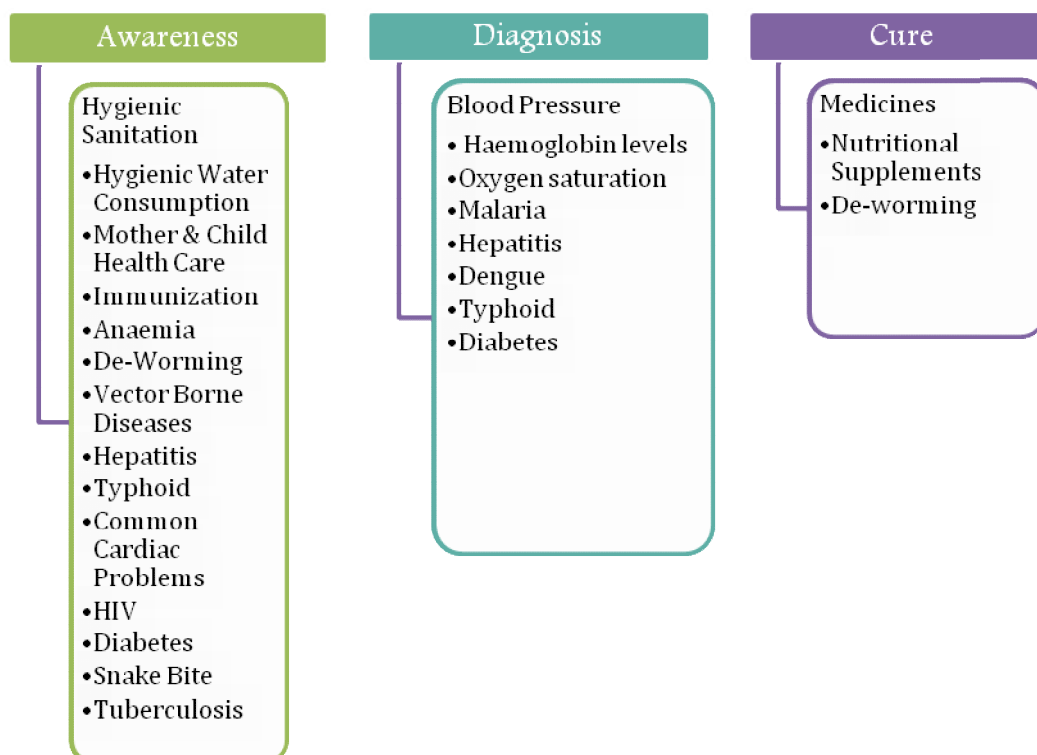 Awareness
Hygienic
Sanitation
•Hygienic Water
Consumption
•Mother & Child
Health Care
•Immunization
•Anaemia
•De-Worming
•Vector Borne
Diseases
•Hepatitis
•Typhoid
•Common
Cardiac
Problems
•HIV
•Diabetes
•Snake Bite
•Tuberculosis
Diagnosis
Blood Pressure
• Haemoglobin levels
•Oxygen saturation
•Malaria
•Hepatitis
•Dengue
•Typhoid
•Diabetes
Cure
Medicines
•Nutritional
Supplements
•De-worming